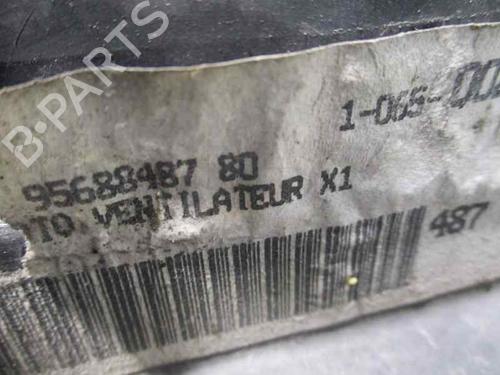 B-PARTS
1-065-
95688487 80
VENTILATEUR X1
487